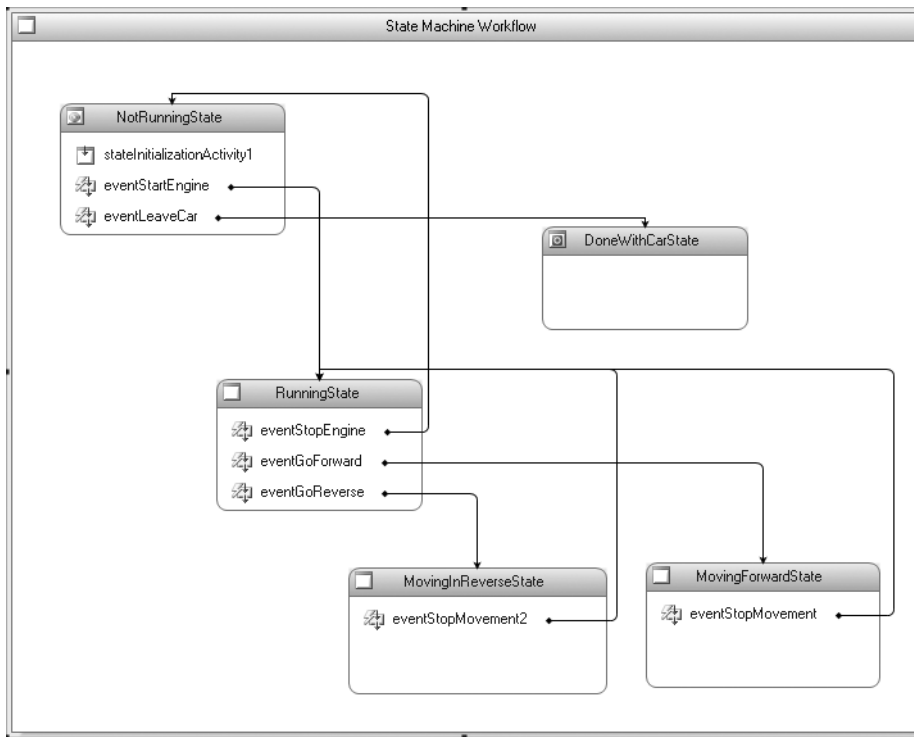 State Machine Workflow
NotRunningState
stateInitializationActivity1
eventStartEngine
eventLeaveCar
DoneWithCarState
RunningState
eventStopEngine
eventGoForward
eventGoReverse
MovingInReverseState
eventStopMovement2
MovingForwardState
eventStopMovement